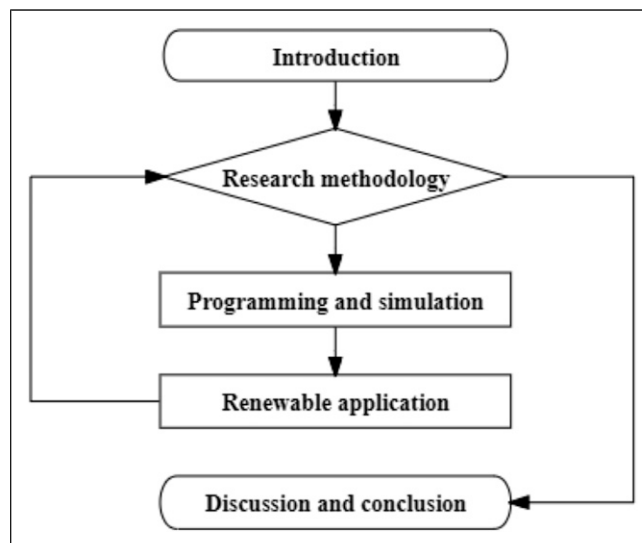 Introduction
Research methodology
Programming and simulation
Renewable application
Discussion and conclusion